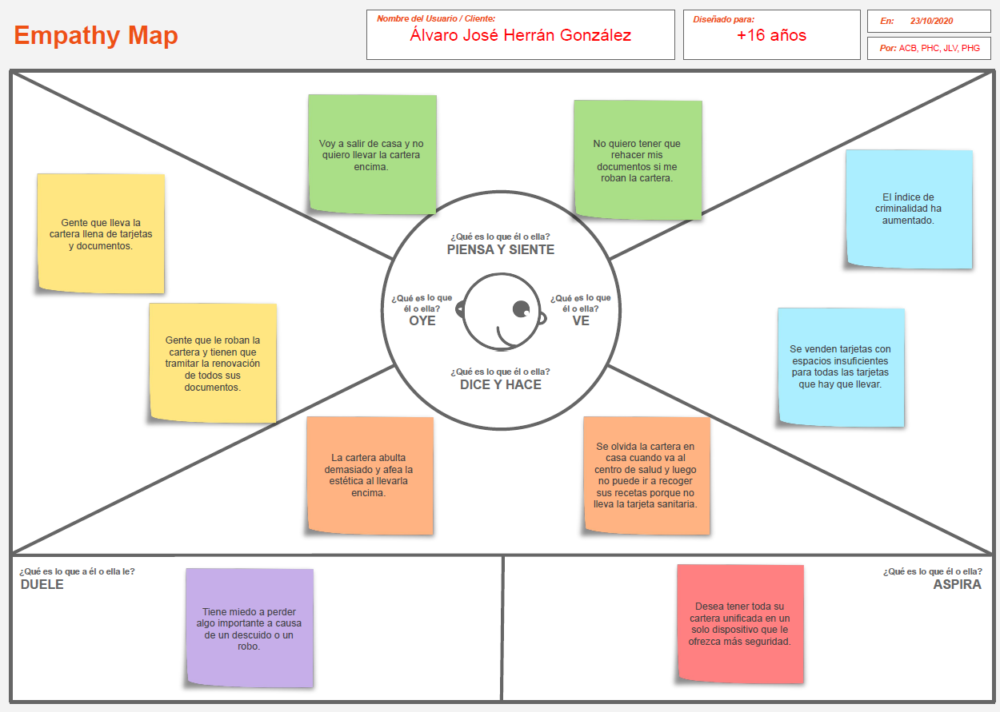 Empathy Map
Nombre del Usuario / Cliente:
Álvaro José Herrán González
Diseñado para:
+16 años
En: 23/10/2020
Por: ACB, PHC, JLV, PHG
Voy a salir de casa y no
quiero llevar la cartera
encima.
No quiero tener que
rehacer mis
documentos si me
roban la cartera.
Gente que lleva la
cartera llena de tarjetas
y documentos.
El índice de
criminalidad ha
aumentado.
¿Qué es lo que él o ella?
PIENSA Y SIENTE
¿Qué es lo que
él o ella?
OYE
¿Qué es lo que
él o ella?
VE
¿Qué es lo que él o ella?
DICE Y HACE
Gente que le roban la
cartera y tienen que
tramitar la renovación
de todos sus
documentos.
Se venden tarjetas con
espacios insuficientes
para todas las tarjetas
que hay que llevar.
La cartera abulta
demasiado y afea la
estética al llevarla
encima.
Se olvida la cartera en
casa cuando va al
centro de salud y luego
no puede ir a recoger
sus recetas porque no
lleva la tarjeta sanitaria.
¿Qué es lo que a él o ella le?
DUELE
Tiene miedo a perder
algo importante a causa
de un descuido o un
robo.
¿Qué es lo que él o ella?
ASPIRA
Desea tener toda su
cartera unificada en un
solo dispositivo que le
ofrezca más seguridad.